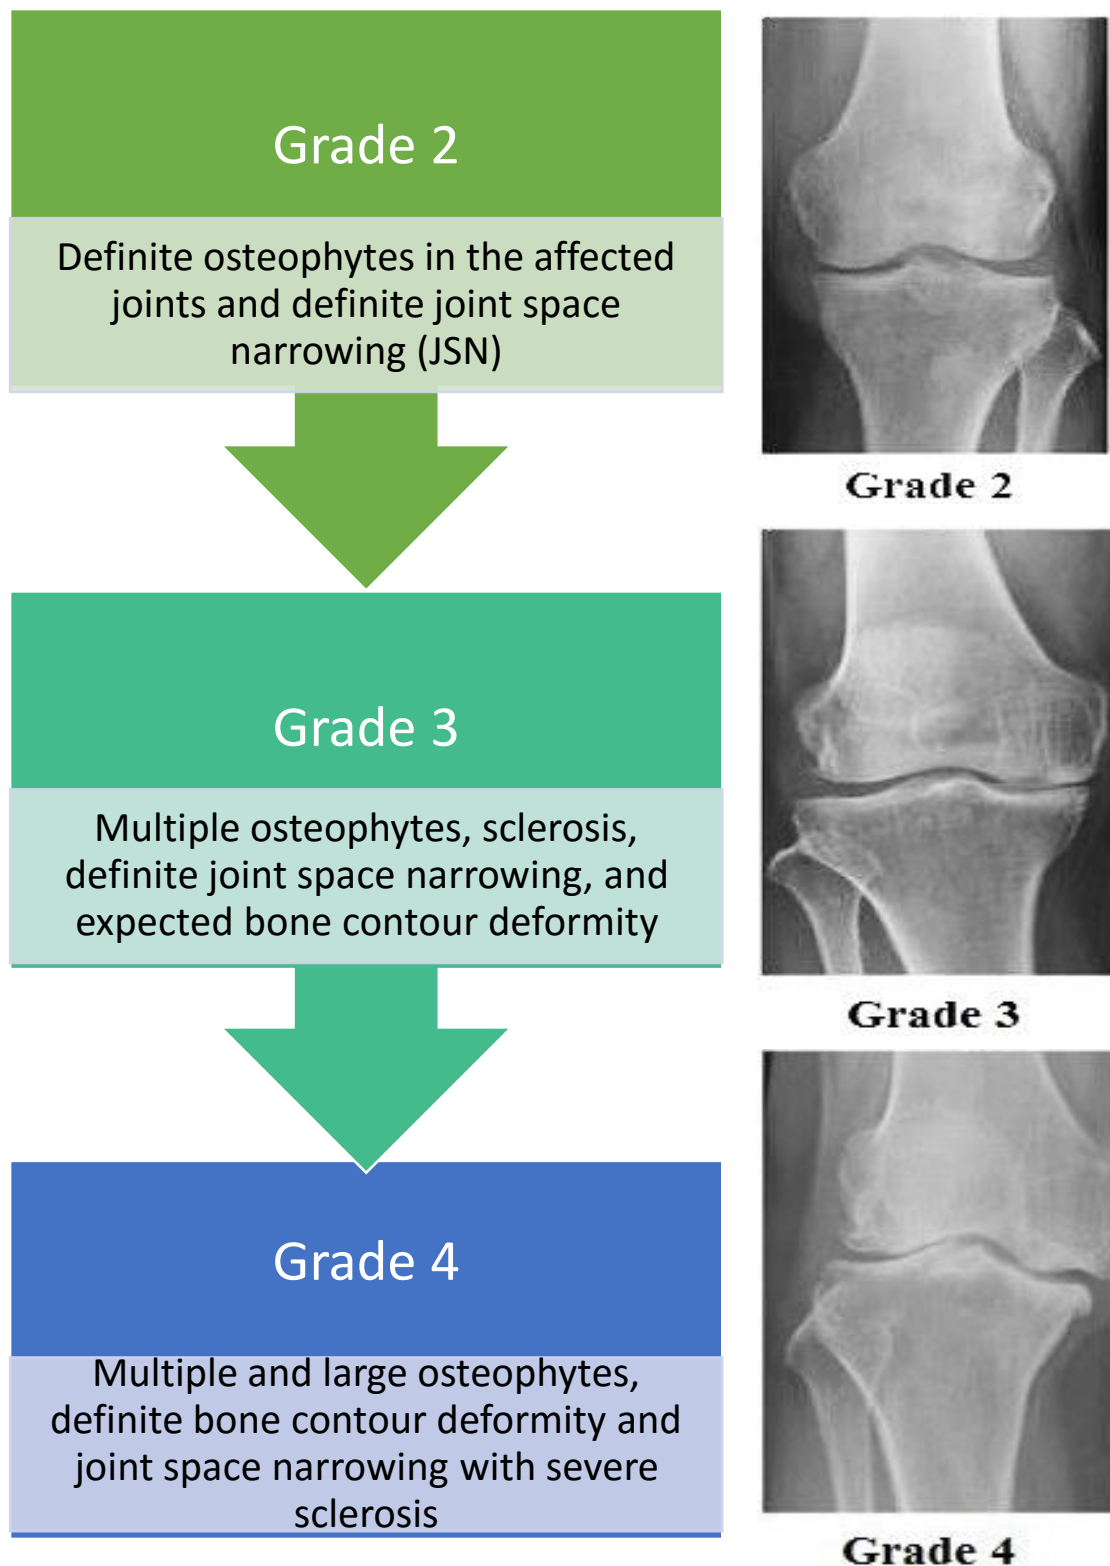 Grade 2
Definite osteophytes in the affected
joints and definite joint space
narrowing (JSN)
Grade 2
Grade 3
Multiple osteophytes, sclerosis,
definite joint space narrowing, and
expected bone contour deformity
Grade 3
Grade 4
Multiple and large osteophytes,
definite bone contour deformity and
joint space narrowing with severe
sclerosis
Grade 4